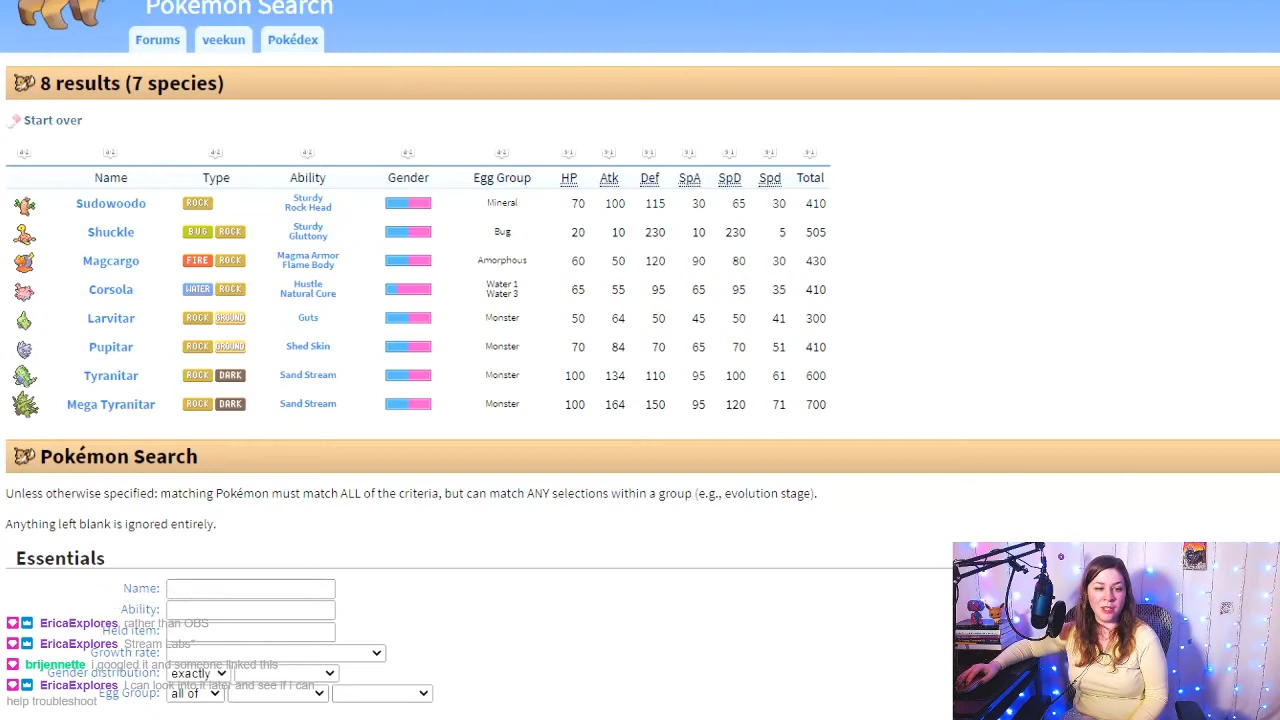 Pokémon Search
Forums veekun Pokédex
8 results (7 species)
Start over
Name Type Ability Gender Egg Group HP Atk Def SpA SpD Spd Total
Sudowoodo ROCK Sturdy Rock Head Mineral 70 100 115 30 65 30 410
Shuckle BUG ROCK Sturdy Gluttony Bug 20 10 230 10 230 5 505
Magcargo FIRE ROCK Magma Armor Flame Body Amorphous 60 50 120 90 80 30 430
Corsola WATER ROCK Hustle Natural Cure Water 1 Water 3 65 55 95 65 95 35 410
Larvitar ROCK GROUND Guts Monster 50 64 50 45 50 41 300
Pupitar ROCK GROUND Shed Skin Monster 70 84 70 65 70 51 410
Tyranitar ROCK DARK Sand Stream Monster 100 134 110 95 100 61 600
Mega Tyranitar ROCK DARK Sand Stream Monster 100 164 150 95 120 71 700
Pokémon Search
Unless otherwise specified: matching Pokémon must match ALL of the criteria, but can match ANY selections within a group (e.g., evolution stage).
Anything left blank is ignored entirely.
Essentials
Name:
Ability:
EricaExplores rather than OBS
Held item:
EricaExplores Stream Labs*
Growth rate:
brijennette i googled it and someone linked this
Gender distribution: exactly
EricaExplores I can look into it later and see if I can
Egg Group: all of
help troubleshoot